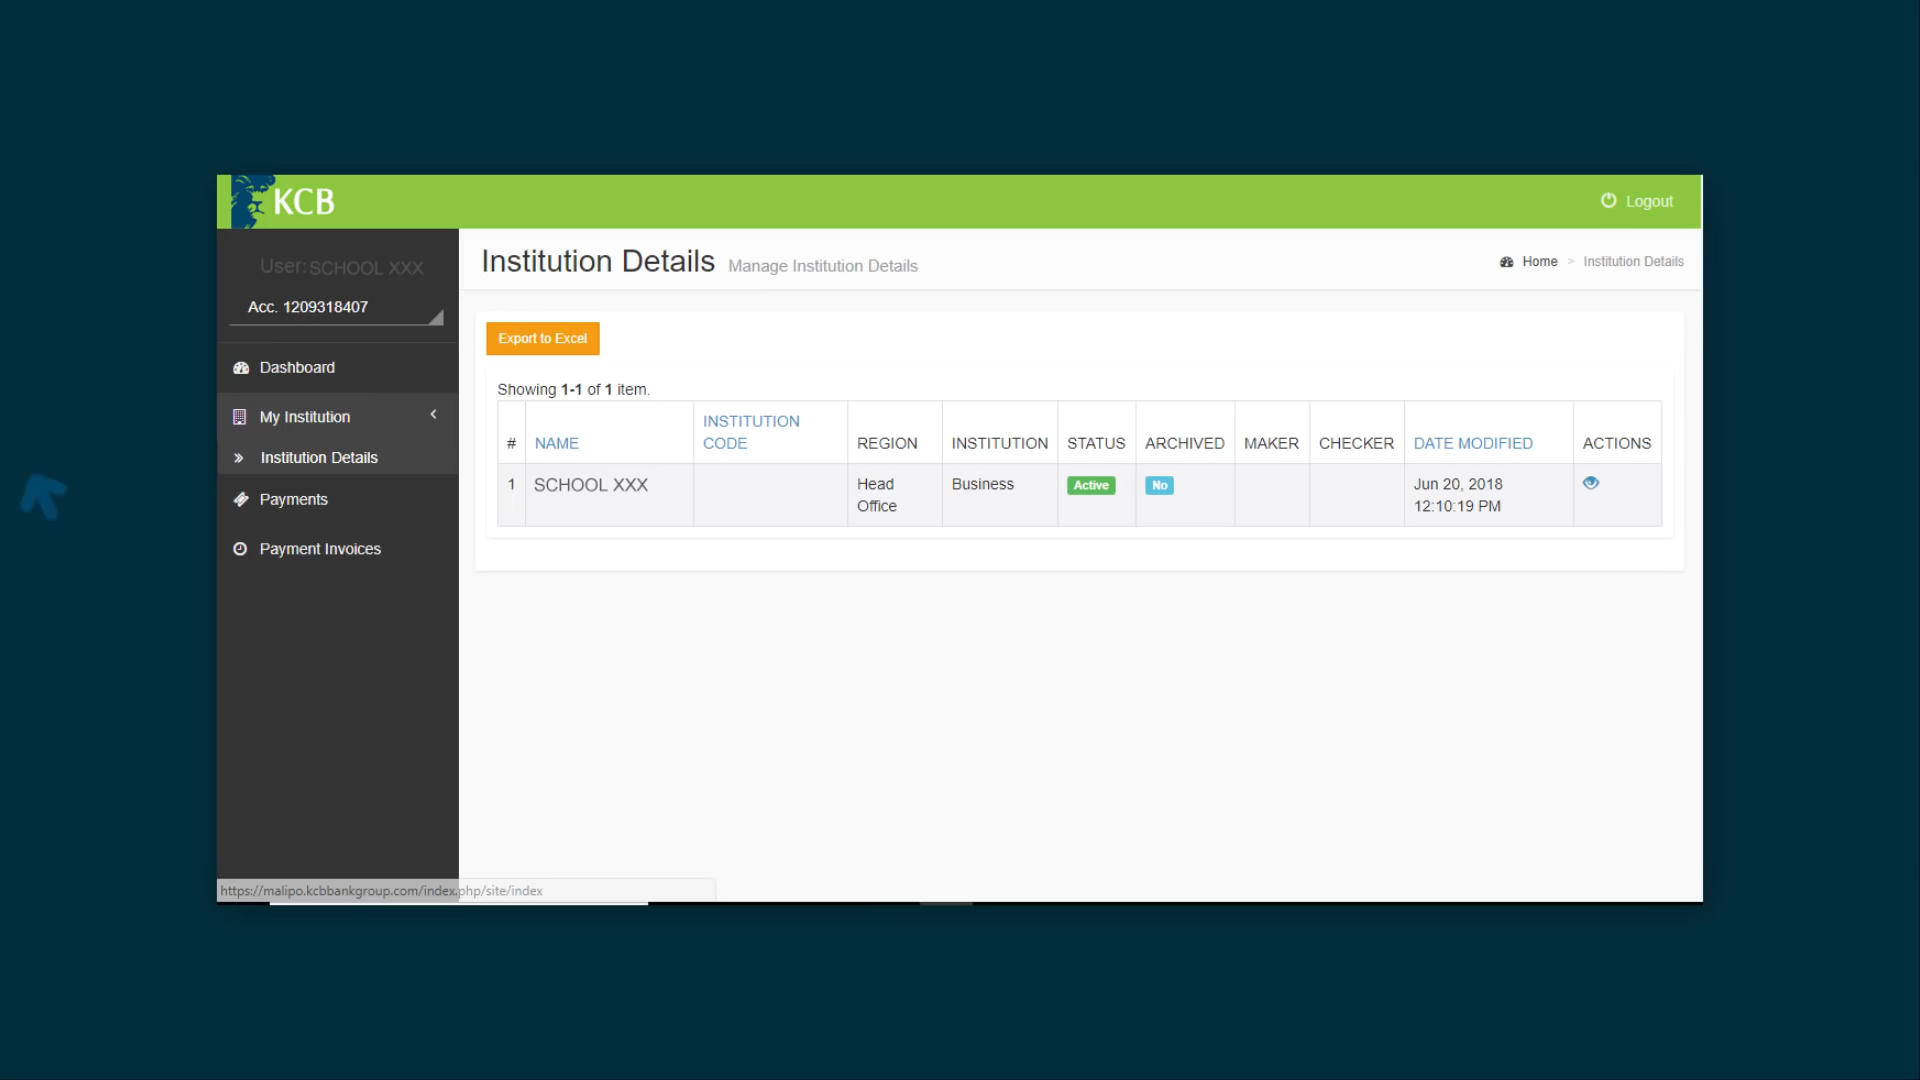 KCB
Logout
User: SCHOOL XXX
Acc. 1209318407
Dashboard
My Institution
Institution Details
Payments
Payment Invoices
Institution Details Manage Institution Details
Home > Institution Details
Export to Excel
Showing 1-1 of 1 item.
# NAME INSTITUTION CODE REGION INSTITUTION STATUS ARCHIVED MAKER CHECKER DATE MODIFIED ACTIONS
1 SCHOOL XXX Head Office Business Active No Jun 20, 2018 12:10:19 PM
https://malipo.kcbbankgroup.com/index.php/site/index